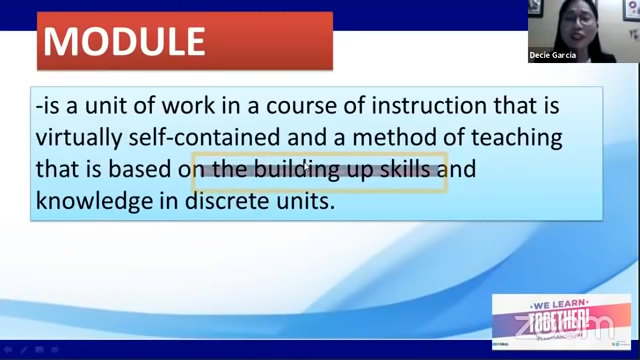 MODULE
Decie Garcia
-is a unit of work in a course of instruction that is
virtually self-contained and a method of teaching
that is based on the building up skills and
knowledge in discrete units.
WE LEARN
TOGETHER!
zoom